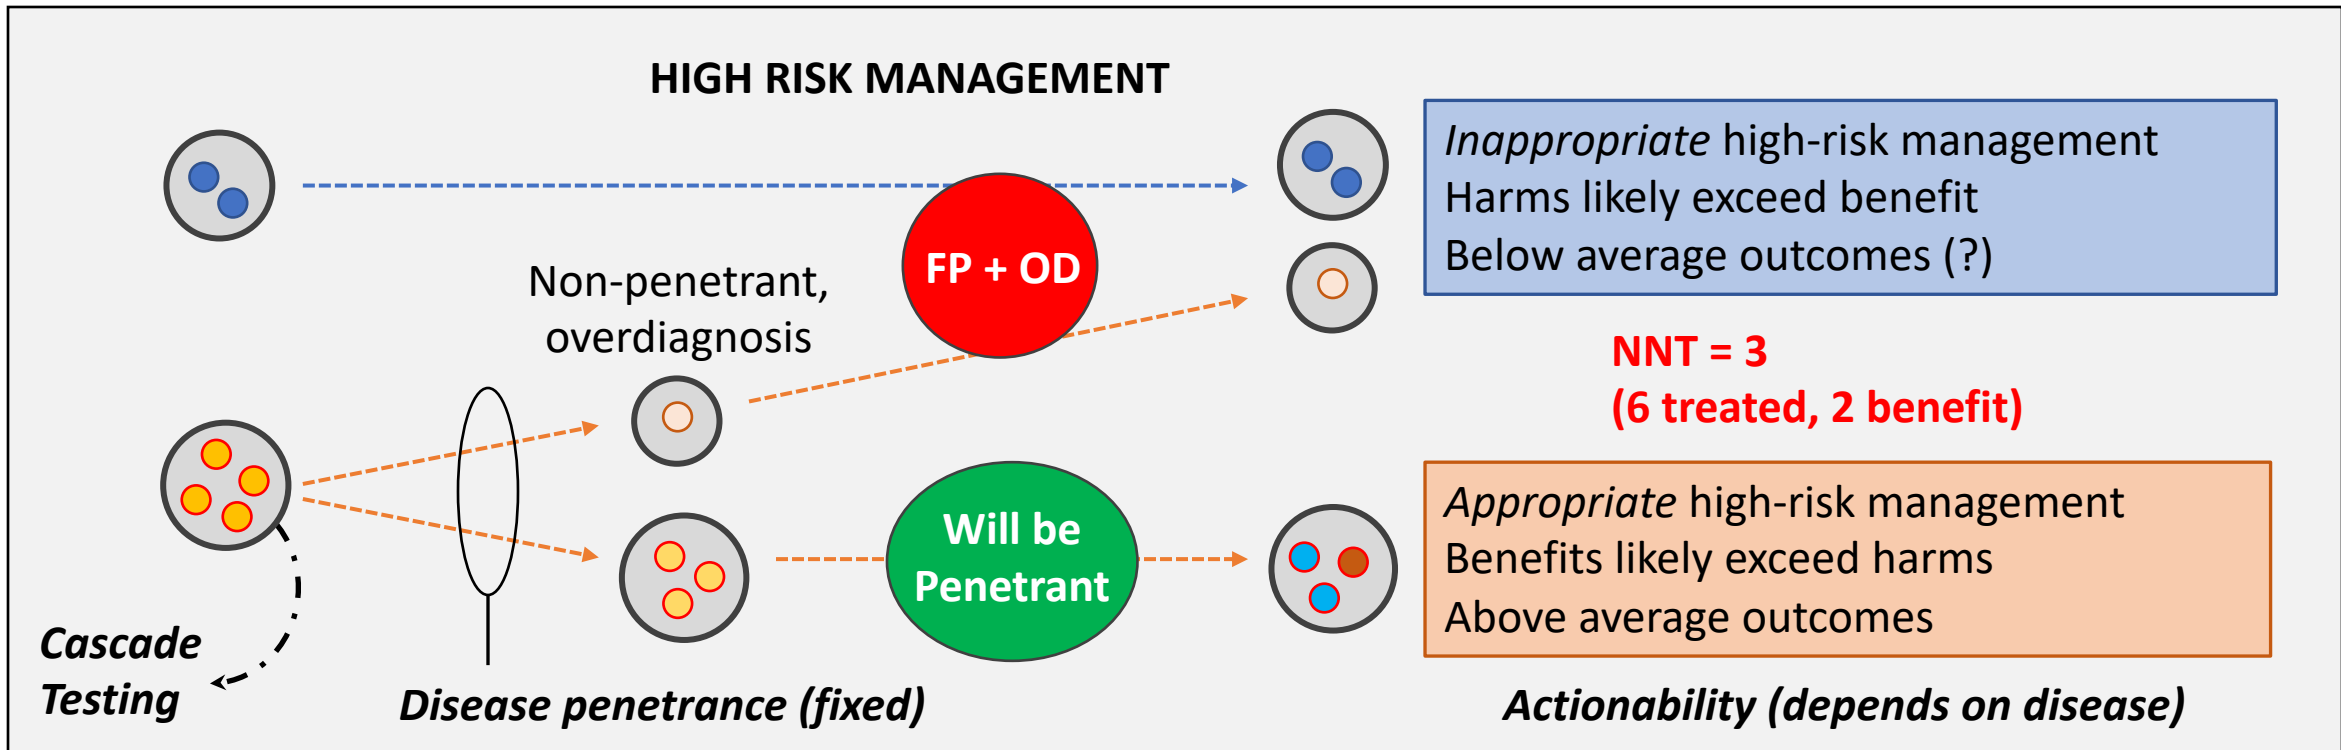 HIGH RISK MANAGEMENT
Inappropriate high-risk management
Harms likely exceed benefit
Below average outcomes (?)
FP + OD
Non-penetrant,
overdiagnosis
NNT = 3
(6 treated, 2 benefit)
Will be
Penetrant
Appropriate high-risk management
Benefits likely exceed harms
Above average outcomes
Cascade
Testing
Disease penetrance (fixed)
Actionability (depends on disease)